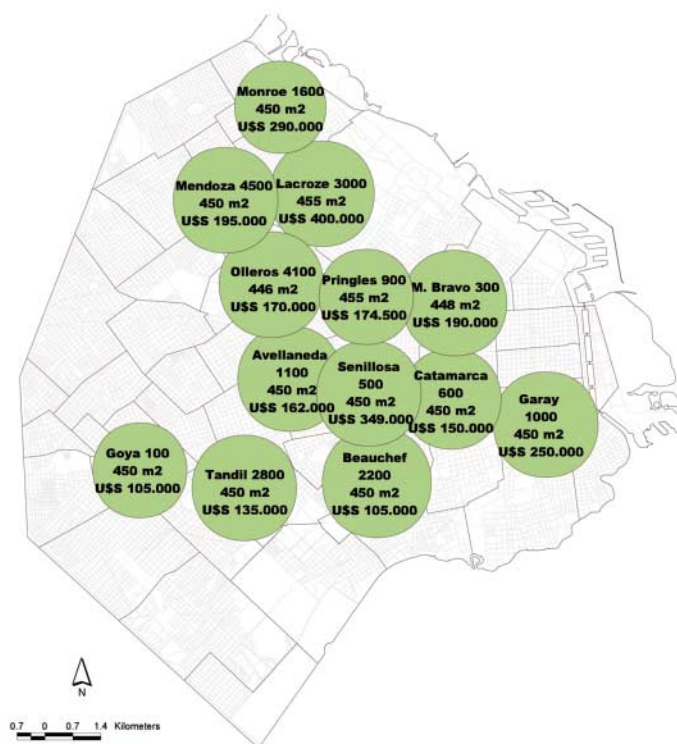 Monroe 1600
450 m2
U$S 290.000
Mendoza 4500
450 m2
U$S 195.000
Lacroze 3000
455 m2
U$S 400.000
Olleros 4100
446 m2
U$S 170.000
Pringles 900
455 m2
U$S 174.500
M. Bravo 300
448 m2
U$S 190.000
Avellaneda
1100
450 m2
U$S 162.000
Senillosa
500
450 m2
U$S 349.000
Catamarca
600
450 m2
U$S 150.000
Garay
1000
450 m2
U$S 250.000
Goya 100
450 m2
U$S 105.000
Tandil 2800
450 m2
U$S 135.000
Beauchef
2200
450 m2
U$S 105.000
N
0.7 0 0.7 1.4 Kilometers